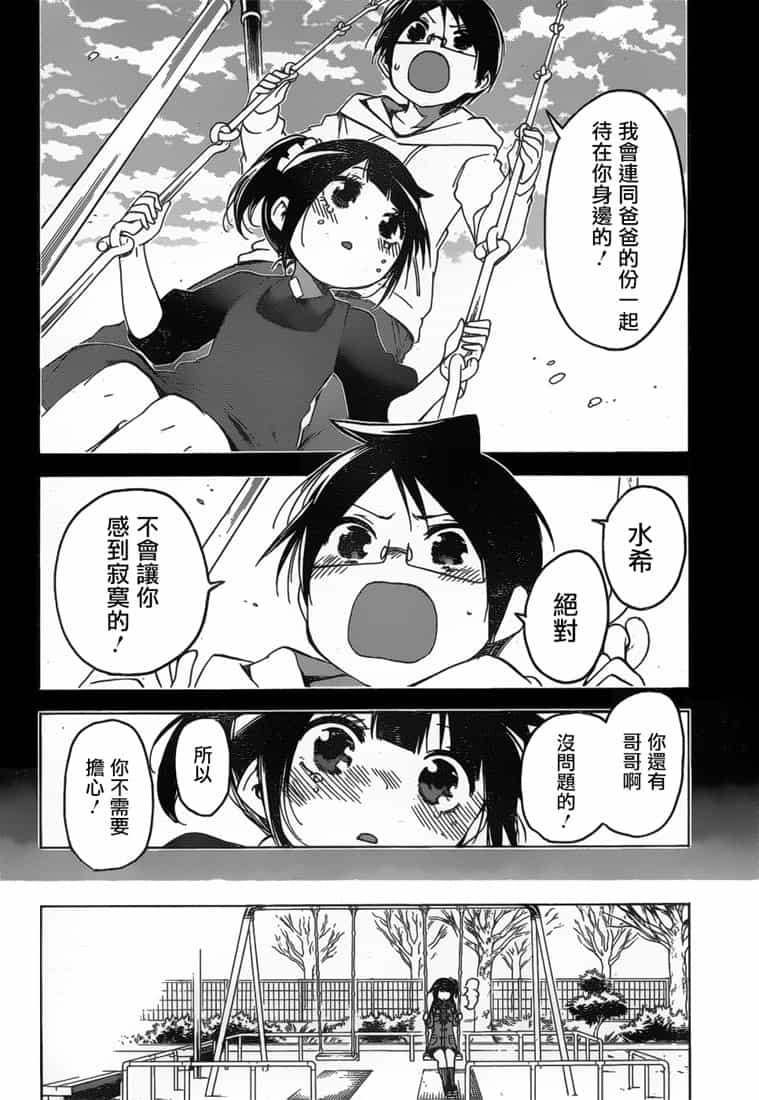 我會連同爸爸的份一起
待在你身邊的！
水希
絕對
不會讓你
感到寂寞的！
你還有
哥哥啊
沒問題的！
所以
你不需要
擔心！